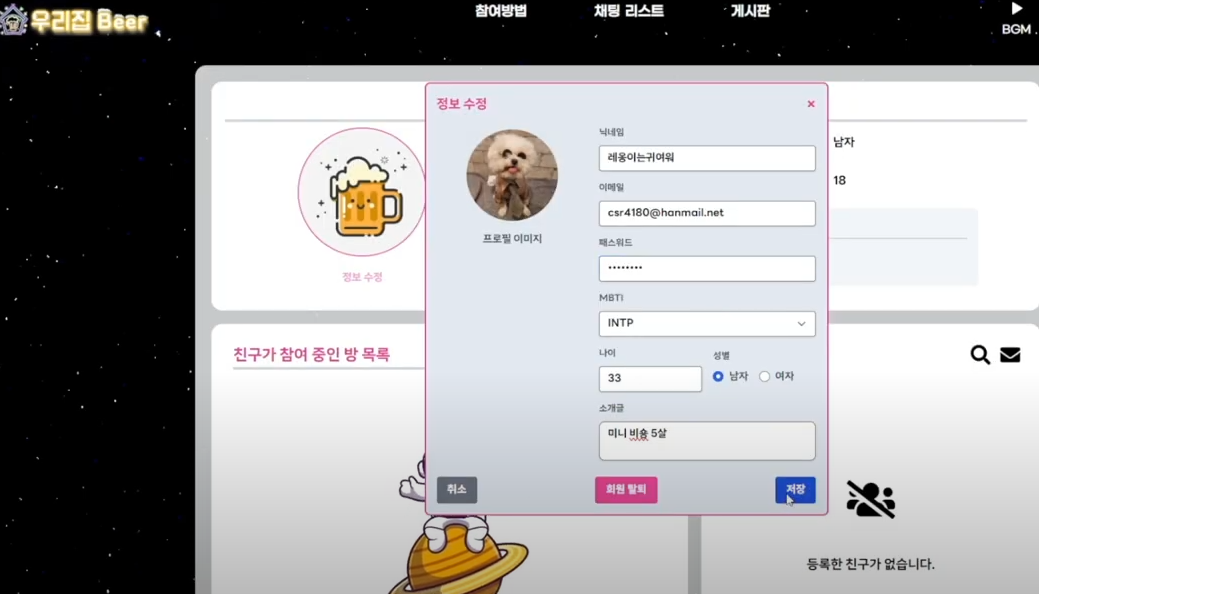 우리집 Beer
참여방법
채팅 리스트
게시판
BGM
정보 수정
×
닉네임
레옹이는귀여워
이메일
csr4180@hanmail.net
프로필 이미지
패스워드
••••••••
MBTI
INTP
나이
성별
33
남자
여자
소개글
미니 비숑 5살
취소
회원 탈퇴
저장
남자
18
정보 수정
친구가 참여 중인 방 목록
등록한 친구가 없습니다.